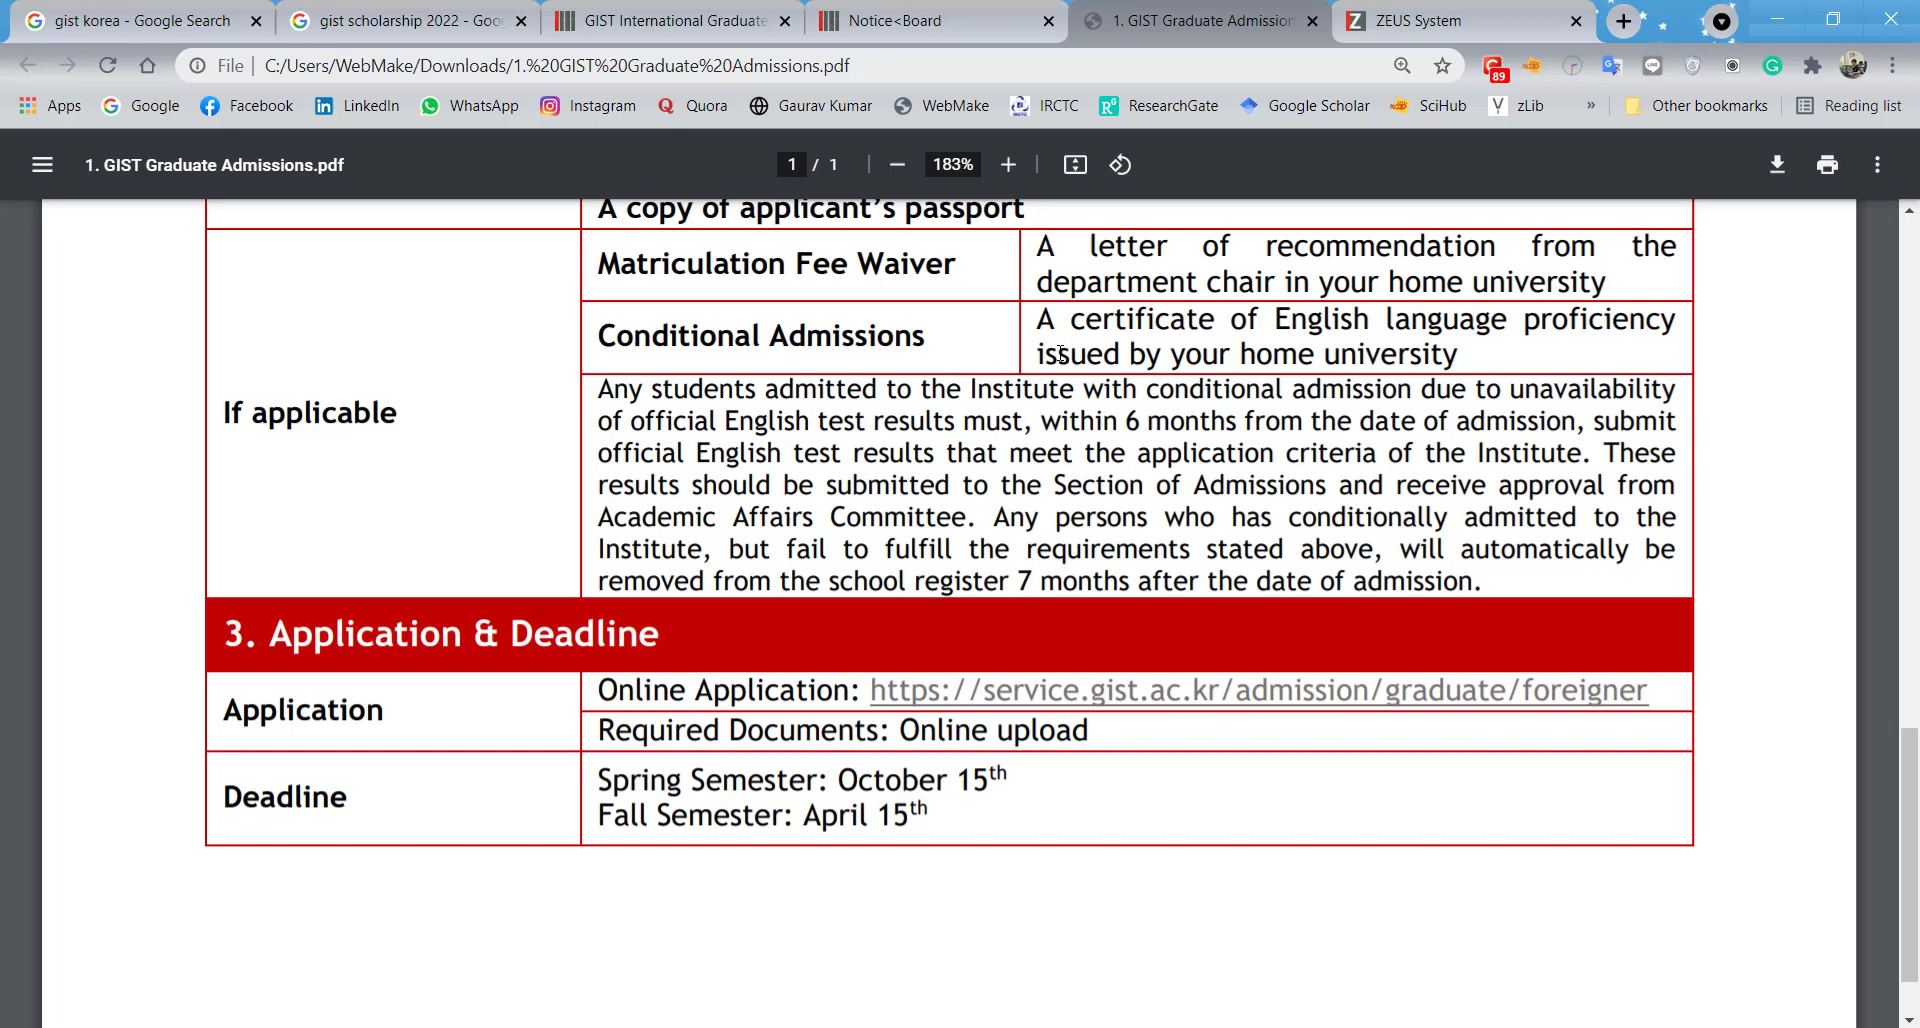 gist korea - Google Search
gist scholarship 2022 - Goo
GIST International Graduate
Notice<Board
1. GIST Graduate Admission
ZEUS System
File
C:/Users/WebMake/Downloads/1.%20GIST%20Graduate%20Admissions.pdf
89
Apps
Google
Facebook
LinkedIn
WhatsApp
Instagram
Quora
Gaurav Kumar
WebMake
IRCTC
ResearchGate
Google Scholar
SciHub
zLib
»
Other bookmarks
Reading list
1. GIST Graduate Admissions.pdf
1 / 1
183%
A copy of applicant's passport
If applicable
Matriculation Fee Waiver
A letter of recommendation from the
department chair in your home university
Conditional Admissions
A certificate of English language proficiency
issued by your home university
Any students admitted to the Institute with conditional admission due to unavailability
of official English test results must, within 6 months from the date of admission, submit
official English test results that meet the application criteria of the Institute. These
results should be submitted to the Section of Admissions and receive approval from
Academic Affairs Committee. Any persons who has conditionally admitted to the
Institute, but fail to fulfill the requirements stated above, will automatically be
removed from the school register 7 months after the date of admission.
3. Application & Deadline
Application
Online Application: https://service.gist.ac.kr/admission/graduate/foreigner
Required Documents: Online upload
Deadline
Spring Semester: October 15th
Fall Semester: April 15th